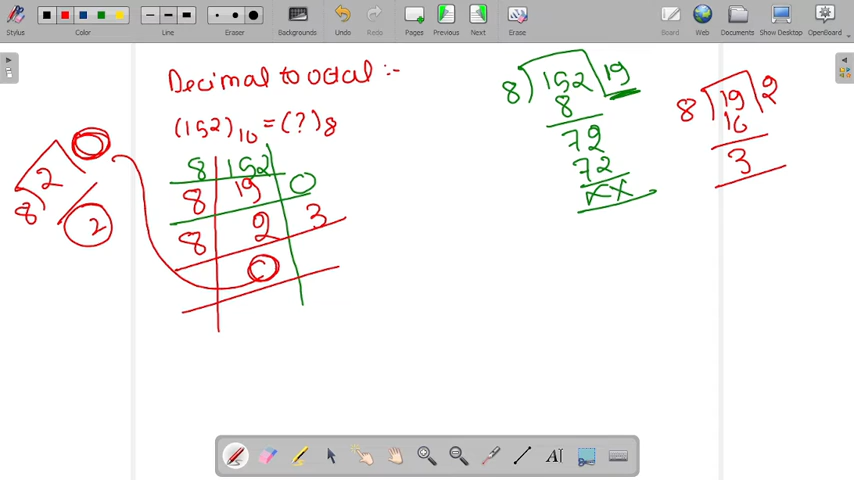 Stylus
Color
Line
Eraser
Backgrounds
Undo
Redo
Pages
Previous
Next
Erase
Board
Web
Documents
Show Desktop
OpenBoard
Decimal to octal :-
(152)10 = (?)8
8 152
8 19 0
8 2 3
0
8) 2 0
2
8) 152 19
8
72
72
xx
8) 19 2
16
3